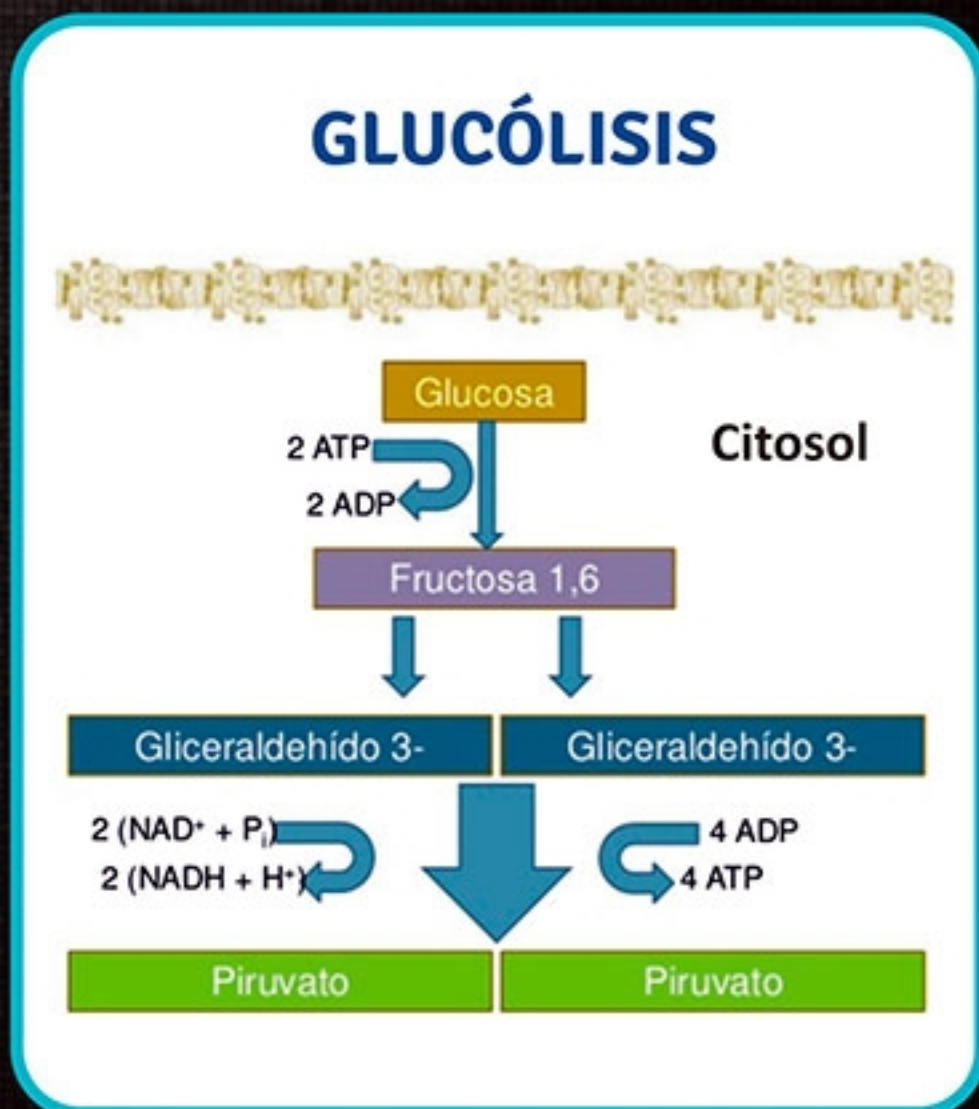 GLUCÓLISIS
Glucosa
Citosol
2 ATP
2 ADP
Fructosa 1,6
Gliceraldehído 3-
Gliceraldehído 3-
2 (NAD⁺ + Pᵢ)
4 ADP
2 (NADH + H⁺)
4 ATP
Piruvato
Piruvato